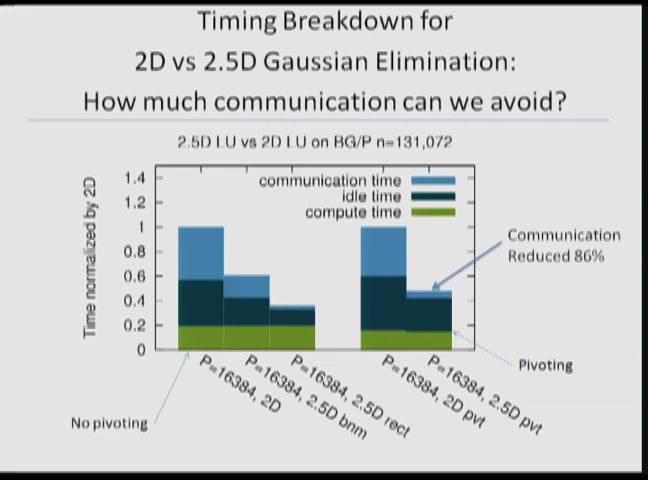 Timing Breakdown for
2D vs 2.5D Gaussian Elimination:
How much communication can we avoid?
2.5D LU vs 2D LU on BG/P n=131,072
communication time
idle time
compute time
Time normalized by 2D
1.4
1.2
1
0.8
0.6
0.4
0.2
0
Communication
Reduced 86%
Pivoting
No pivoting
P=16384, 2D
P=16384, 2.5D bnm
P=16384, 2.5D rect
P=16384, 2D pvt
P=16384, 2.5D pvt